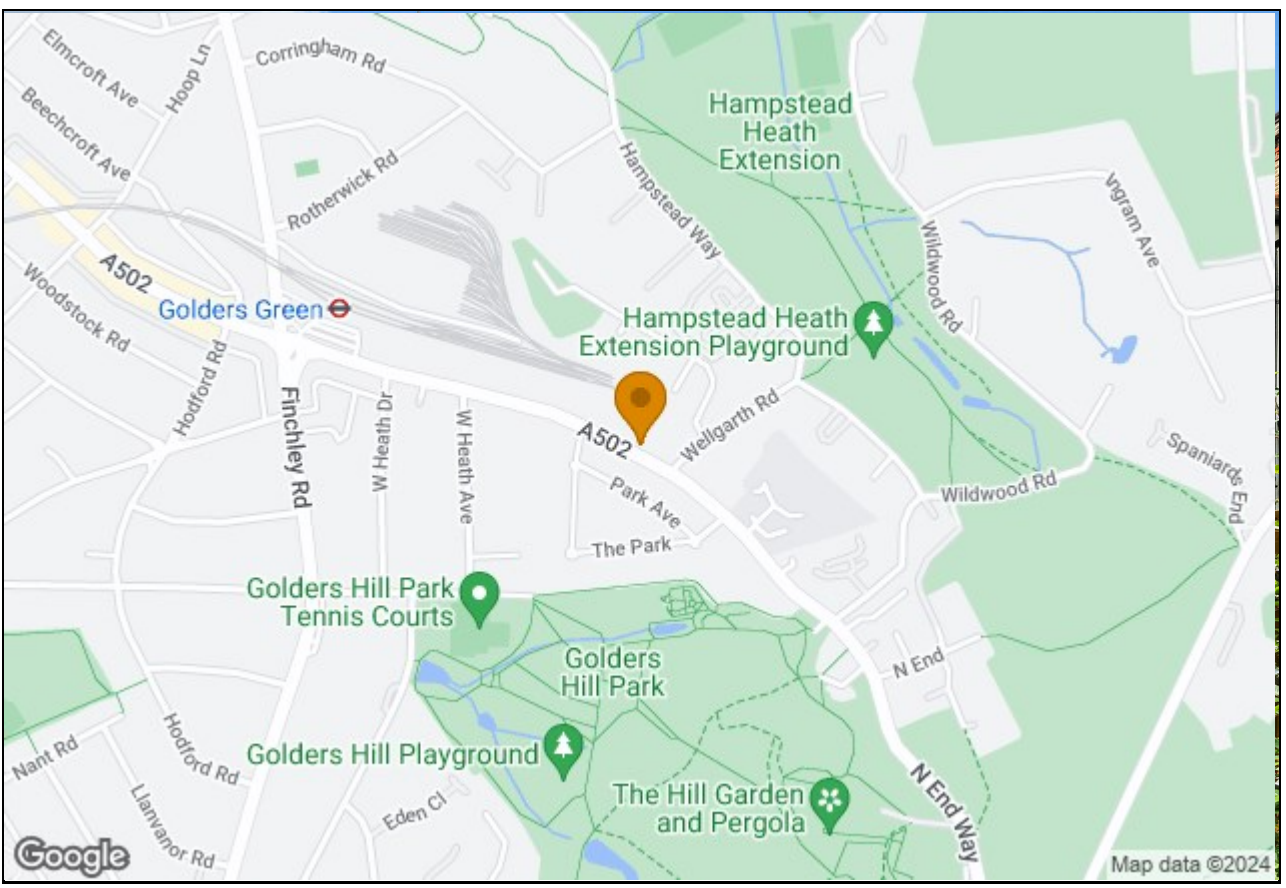 Elmcroft Ave
Hoop Ln
Corringham Rd
Beechcroft Ave
Rotherwick Rd
Hampstead Way
Hampstead
Heath
Extension
Ingram Ave
Wildwood Rd
A502
Woodstock Rd
Golders Green
Hampstead Heath
Extension Playground
Hodford Rd
Finchley Rd
W Heath Dr
W Heath Ave
A502
Wellgarth Rd
Park Ave
The Park
Wildwood Rd
Spaniards End
Golders Hill Park
Tennis Courts
Golders
Hill Park
N End
Hodford Rd
Nant Rd
Llanvanor Rd
Golders Hill Playground
Eden Cl
The Hill Garden
and Pergola
N End Way
Google
Map data ©2024